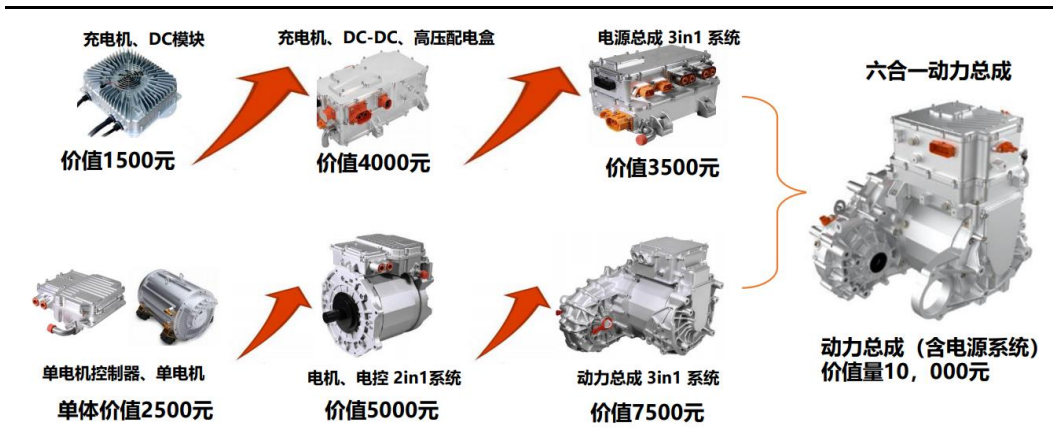 充电机、DC模块
价值1500元
充电机、DC-DC、高压配电盒
价值4000元
电源总成 3in1 系统
价值3500元
六合一动力总成
单电机控制器、单电机
单体价值2500元
电机、电控 2in1系统
价值5000元
动力总成 3in1 系统
价值7500元
动力总成（含电源系统）
价值量10，000元